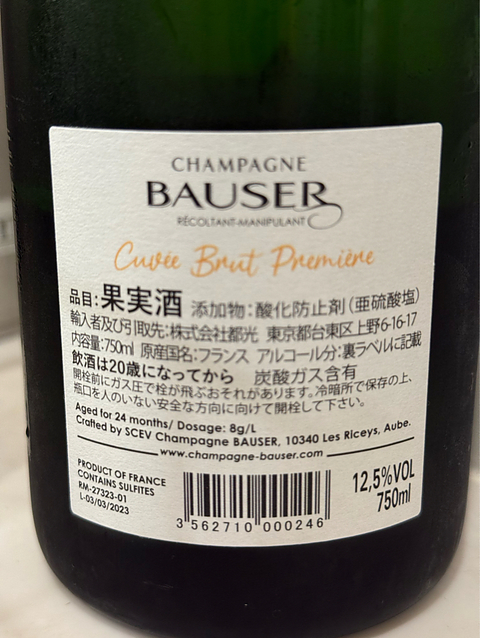 CHAMPAGNE
BAUSER
RÉCOLTANT-MANIPULANT
Cuvée Brut Première
品目:果実酒 添加物:酸化防止剤(亜硫酸塩)
輸入者及び引取先:株式会社都光 東京都台東区上野6-16-17
内容量:750ml 原産国名:フランス アルコール分:裏ラベルに記載
飲酒は20歳になってから 炭酸ガス含有
開栓前にガス圧で栓が飛ぶおそれがあります。冷暗所で保存の上、
瓶口を人のいない安全な方向に向けて開栓して下さい。
Aged for 24 months/ Dosage: 8g/L
Crafted by SCEV Champagne BAUSER, 10340 Les Riceys, Aube.
www.champagne-bauser.com
PRODUCT OF FRANCE
CONTAINS SULFITES
RM-27323-01
L-03/03/2023
3 562710 000246
12,5%VOL
750ml